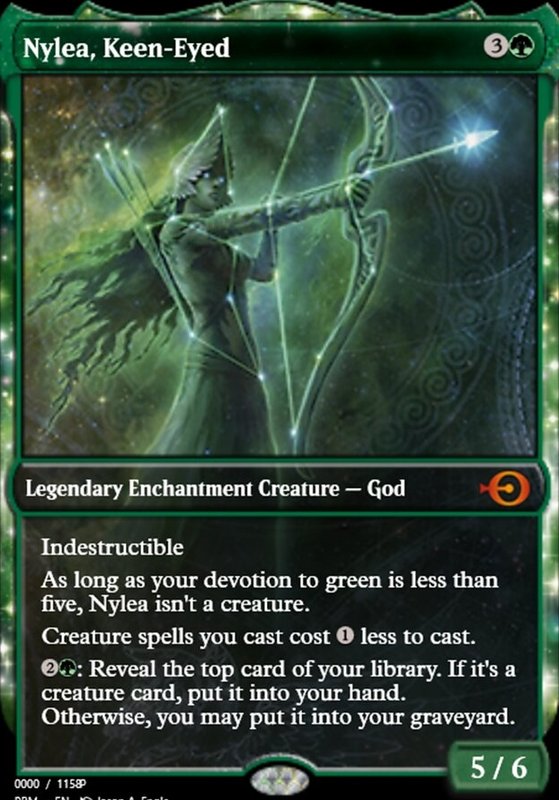 Nylea, Keen-Eyed
3
Legendary Enchantment Creature — God
Indestructible
As long as your devotion to green is less than
five, Nylea isn't a creature.
Creature spells you cast cost 1 less to cast.
2: Reveal the top card of your library. If it's a
creature card, put it into your hand.
Otherwise, you may put it into your graveyard.
5/6
0000 / 1158P